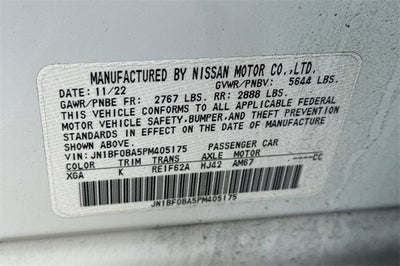 MANUFACTURED BY NISSAN MOTOR CO.,LTD.
DATE: 11/22 GVWR/PNBV: 5644 LBS.
GAWR/PNBE FR: 2767 LBS. RR: 2888 LBS.
THIS VEHICLE CONFORMS TO ALL APPLICABLE FEDERAL
MOTOR VEHICLE SAFETY, BUMPER, AND THEFT PREVENTION
STANDARDS IN EFFECT ON THE DATE OF MANUFACTURE
VIN: JN1BF0BA5PM405175 PASSENGER CAR
COLOR TRIM TRANS AXLE MOTOR
XGA K RE1F62A HJ42 AM67 ----CC
JN1BF0BA5PM405175